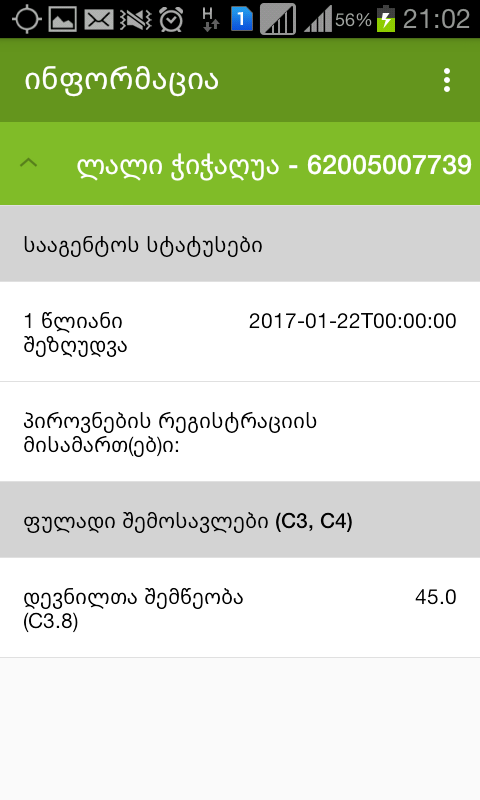 H 1 56% 21:02
ინფორმაცია
ლალი ჭიჭაღუა - 62005007739
სააგენტოს სტატუსები
1 წლიანი 2017-01-22T00:00:00
შეზღუდვა
პიროვნების რეგისტრაციის
მისამართ(ებ)ი:
ფულადი შემოსავლები (C3, C4)
დევნილთა შემწეობა 45.0
(C3.8)